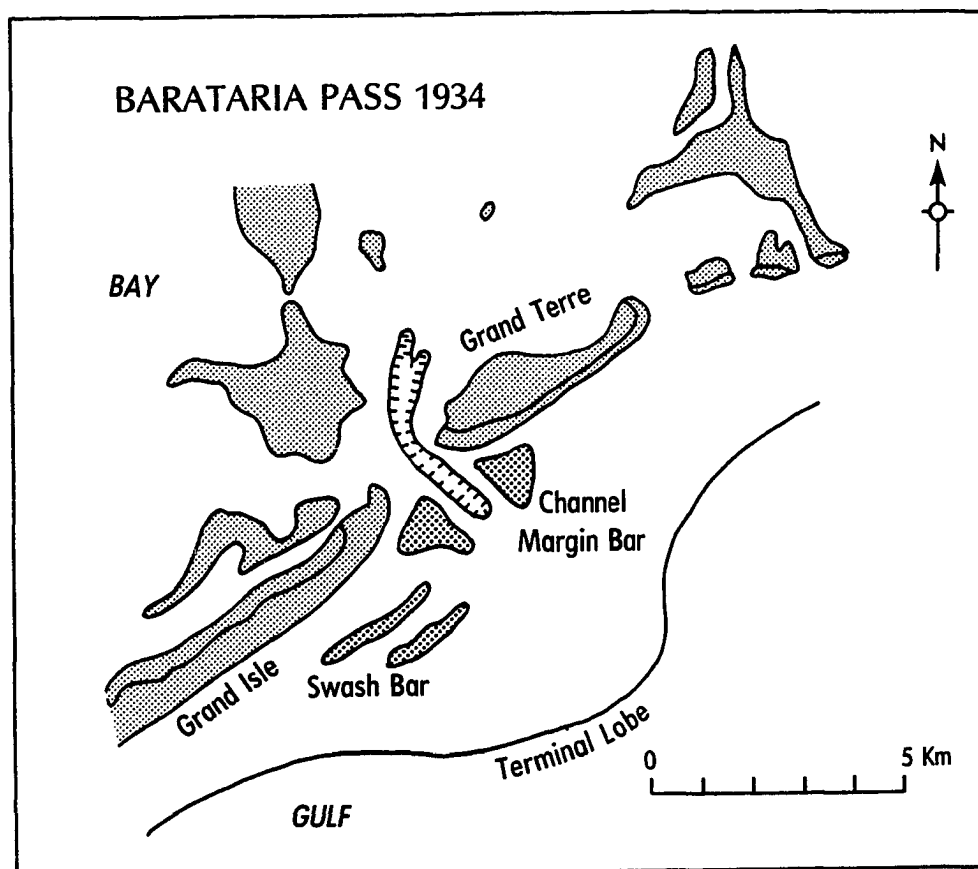 BARATARIA PASS 1934
N
BAY
Grand Terre
Channel
Margin Bar
Grand Isle
Swash Bar
Terminal Lobe
0 5 Km
GULF